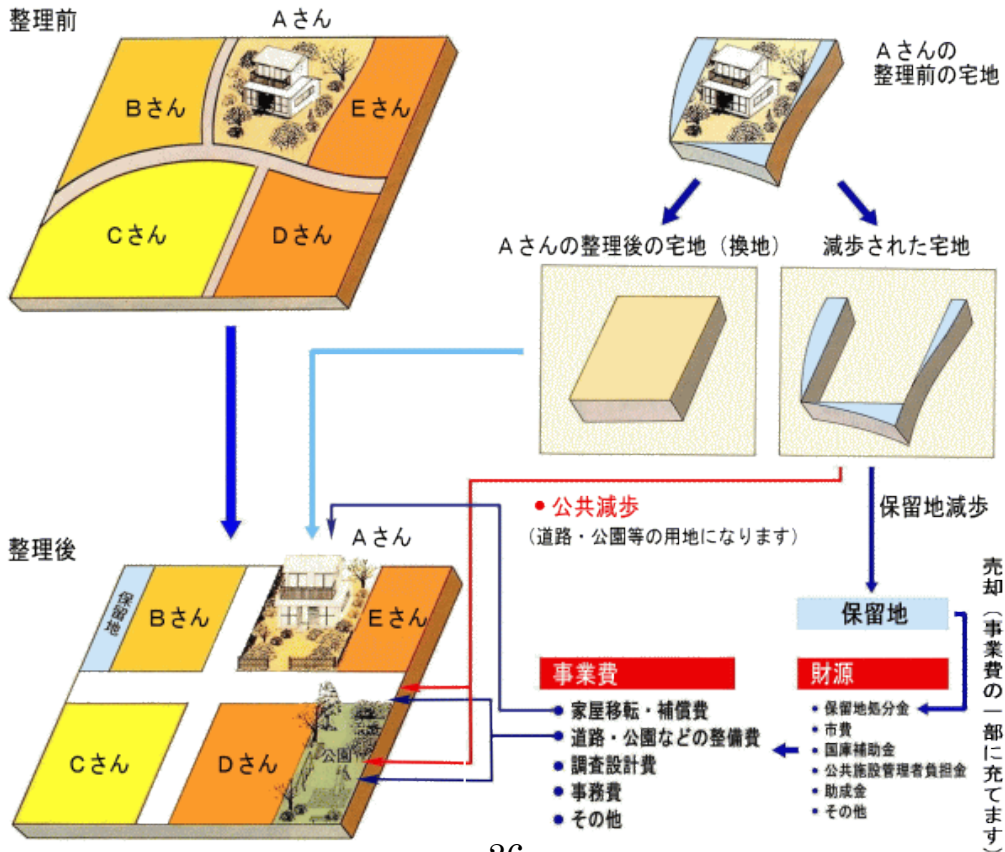 整理前
Aさん
Bさん
Eさん
Cさん
Dさん
Aさんの
整理前の宅地
Aさんの整理後の宅地（換地）
減歩された宅地
●公共減歩
（道路・公園等の用地になります）
保留地減歩
整理後
Aさん
保留地
Bさん
Eさん
Cさん
Dさん
公園
保留地
売却（事業費の一部に充てます）
事業費
●家屋移転・補償費
●道路・公園などの整備費
●調査設計費
●事務費
●その他
財源
・保留地処分金
・市費
・国庫補助金
・公共施設管理者負担金
・助成金
・その他